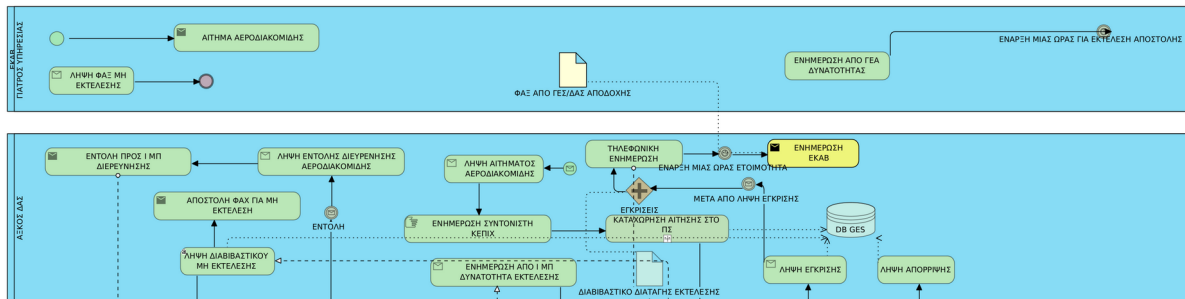 ΕΚΑΒ
ΓΙΑΤΡΟΣ ΥΠΗΡΕΣΙΑΣ
ΑΙΤΗΜΑ ΑΕΡΟΔΙΑΚΟΜΙΔΗΣ
ΛΗΨΗ ΦΑΞ ΜΗ
ΕΚΤΕΛΕΣΗΣ
ΦΑΞ ΑΠΟ ΓΕΣ/ΔΑΣ ΑΠΟΔΟΧΗΣ
ΕΝΗΜΕΡΩΣΗ ΑΠΟ ΓΕΑ
ΔΥΝΑΤΟΤΗΤΑΣ
ΕΝΑΡΞΗ ΜΙΑΣ ΩΡΑΣ ΓΙΑ ΕΚΤΕΛΕΣΗ ΑΠΟΣΤΟΛΗΣ
ΑΞΚΟΣ ΔΑΣ
ΕΝΤΟΛΗ ΠΡΟΣ Ι ΜΠ
ΔΙΕΡΕΥΝΗΣΗΣ
ΛΗΨΗ ΕΝΤΟΛΗΣ ΔΙΕΥΡΕΝΗΣΗΣ
ΑΕΡΟΔΙΑΚΟΜΙΔΗΣ
ΛΗΨΗ ΑΙΤΗΜΑΤΟΣ
ΑΕΡΟΔΙΑΚΟΜΙΔΗΣ
ΤΗΛΕΦΩΝΙΚΗ
ΕΝΗΜΕΡΩΣΗ
ΕΝΑΡΞΗ ΜΙΑΣ ΩΡΑΣ ΕΤΟΙΜΟΤΗΤΑ
ΕΝΗΜΕΡΩΣΗ
ΕΚΑΒ
ΑΠΟΣΤΟΛΗ ΦΑΧ ΓΙΑ ΜΗ
ΕΚΤΕΛΕΣΗ
ΕΝΤΟΛΗ
ΕΝΗΜΕΡΩΣΗ ΣΥΝΤΟΝΙΣΤΗ
ΚΕΠΙΧ
ΕΓΚΡΙΣΕΙΣ
ΜΕΤΑ ΑΠΟ ΛΗΨΗ ΕΓΚΡΙΣΗΣ
ΚΑΤΑΧΩΡΗΣΗ ΑΙΤΗΣΗΣ ΣΤΟ
ΠΣ
DB GES
ΛΗΨΗ ΔΙΑΒΙΒΑΣΤΙΚΟΥ
ΜΗ ΕΚΤΕΛΕΣΗΣ
ΕΝΗΜΕΡΩΣΗ ΑΠΟ Ι ΜΠ
ΔΥΝΑΤΟΤΗΤΑ ΕΚΤΕΛΕΣΗΣ
ΔΙΑΒΙΒΑΣΤΙΚΟ ΔΙΑΤΑΓΗΣ ΕΚΤΕΛΕΣΗΣ
ΛΗΨΗ ΕΓΚΡΙΣΗΣ
ΛΗΨΗ ΑΠΟΡΡΙΨΗΣ